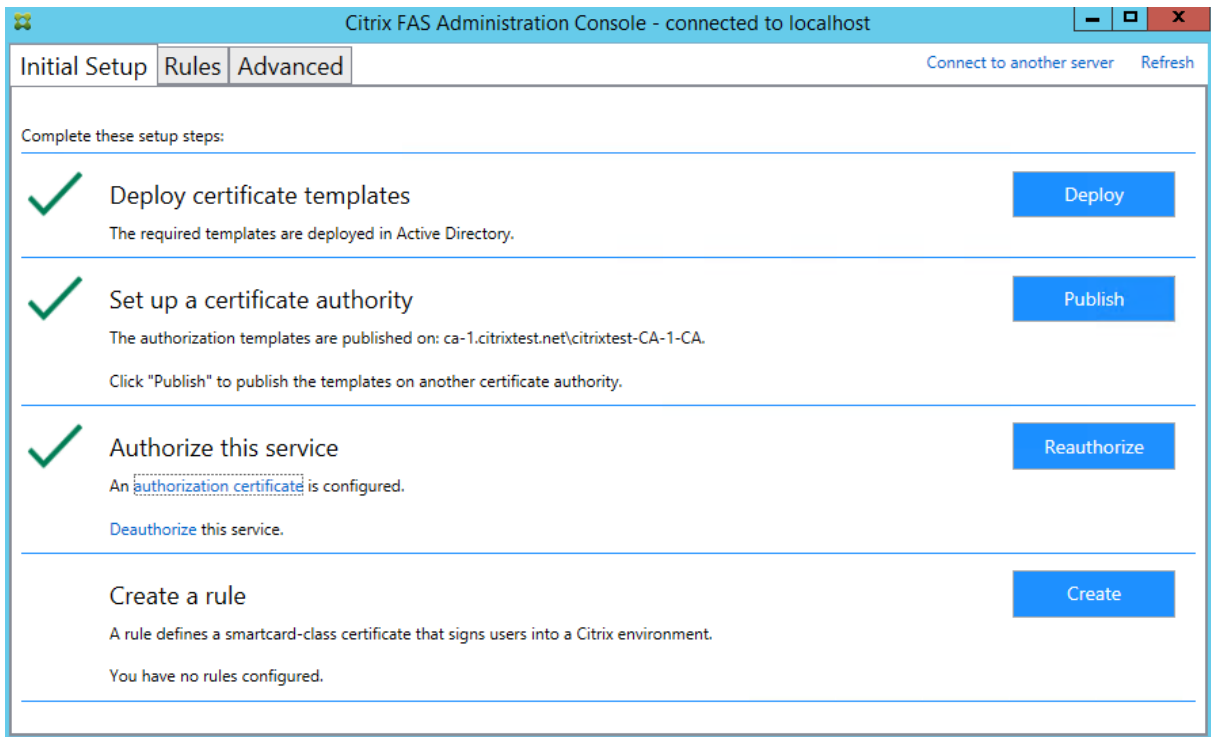 Citrix FAS Administration Console - connected to localhost
Initial Setup Rules Advanced Connect to another server Refresh
Complete these setup steps:
Deploy certificate templates Deploy
The required templates are deployed in Active Directory.
Set up a certificate authority Publish
The authorization templates are published on: ca-1.citrixtest.net\citrixtest-CA-1-CA.
Click "Publish" to publish the templates on another certificate authority.
Authorize this service Reauthorize
An authorization certificate is configured.
Deauthorize this service.
Create a rule Create
A rule defines a smartcard-class certificate that signs users into a Citrix environment.
You have no rules configured.